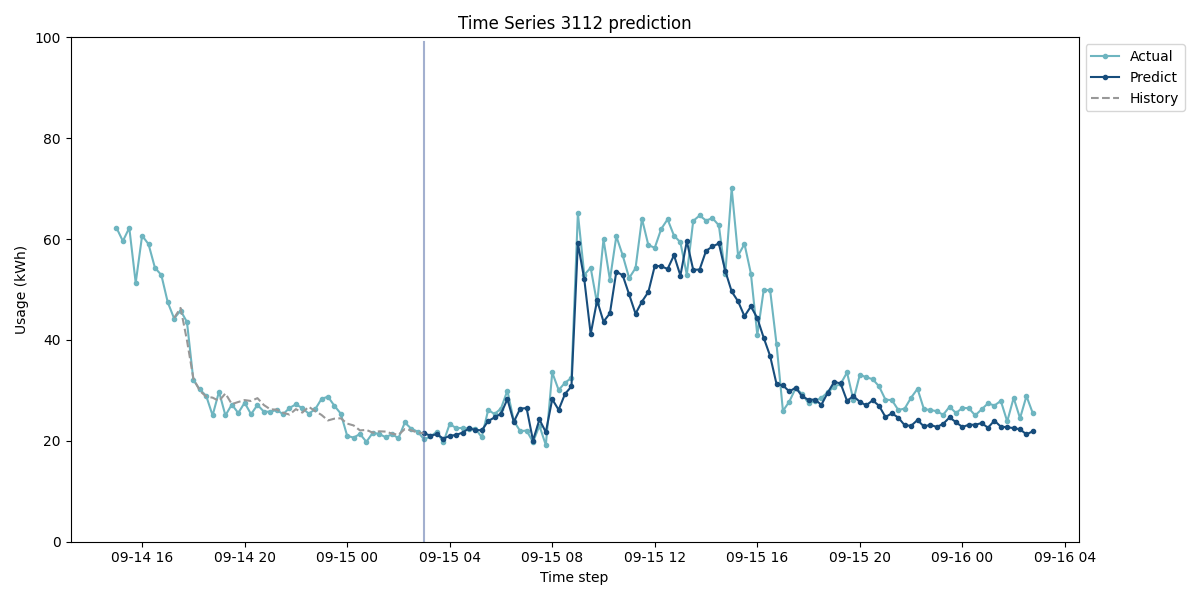 Time Series 3112 prediction
Usage (kWh)
100
80
60
40
20
0
09-14 16
09-14 20
09-15 00
09-15 04
09-15 08
09-15 12
09-15 16
09-15 20
09-16 00
09-16 04
Time step
Actual
Predict
History